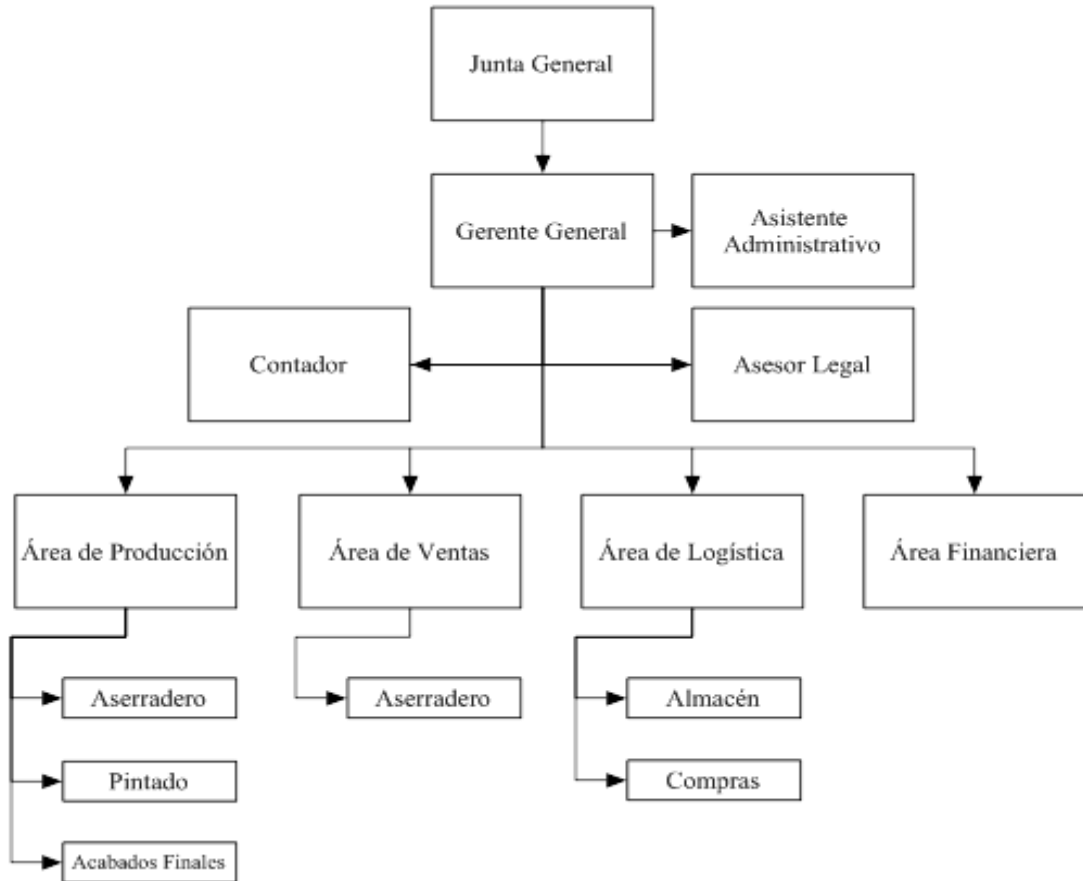 Junta General
Gerente General
Asistente
Administrativo
Contador
Asesor Legal
Área de Producción
Área de Ventas
Área de Logística
Área Financiera
Aserradero
Aserradero
Almacén
Pintado
Compras
Acabados Finales